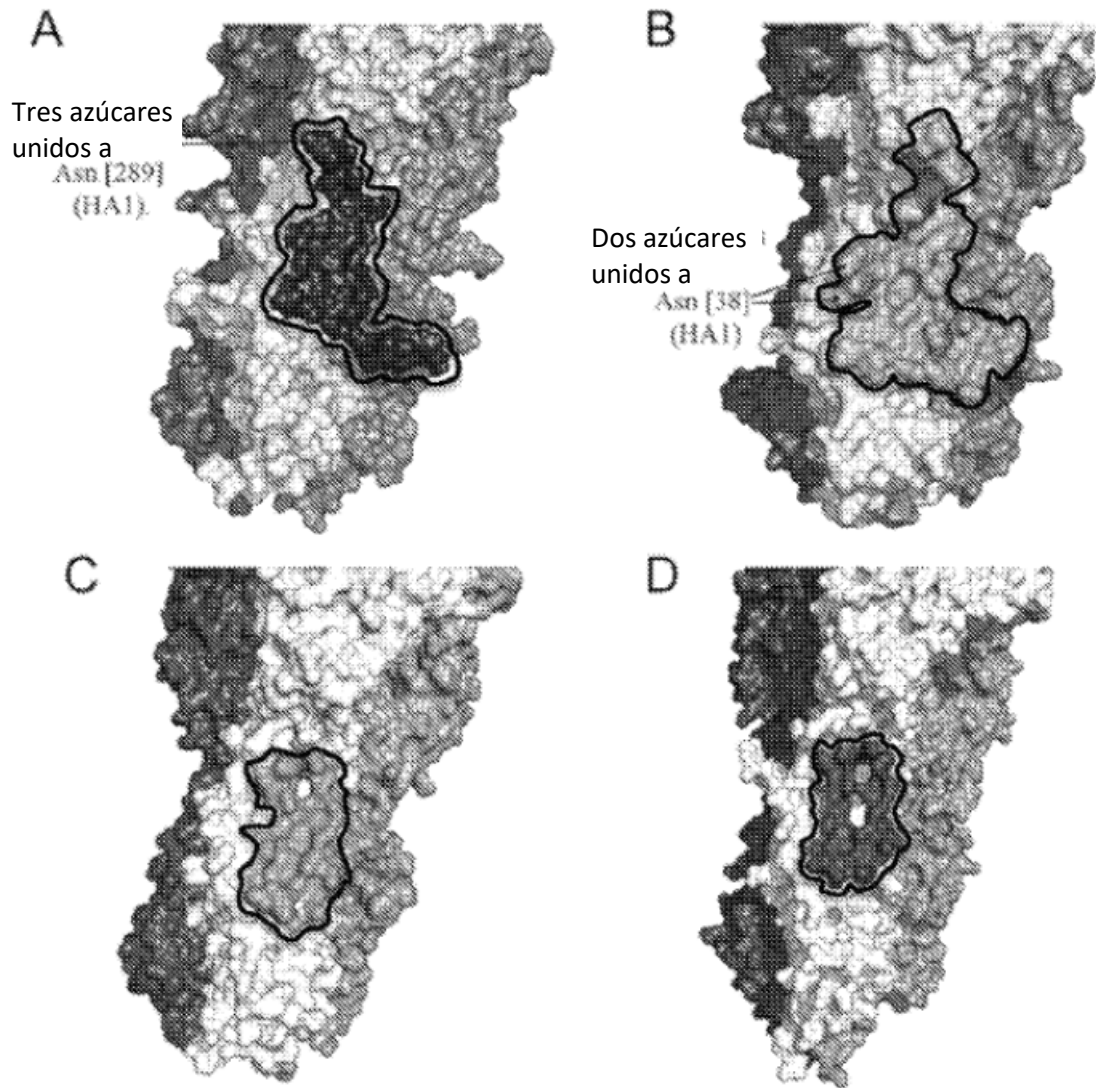 A
B
Tres azúcares
unidos a
Asn [289]
(HA1).
Dos azúcares
unidos a
Asn [38]
(HA1)
C
D